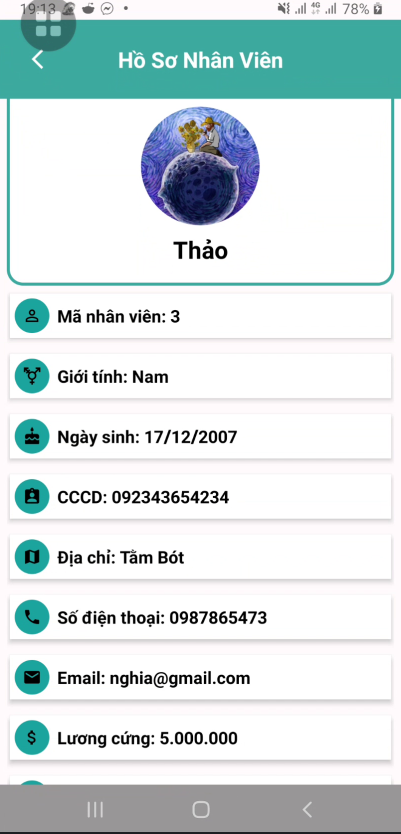 19:13
4G
78%
Hồ Sơ Nhân Viên
Thảo
Mã nhân viên: 3
Giới tính: Nam
Ngày sinh: 17/12/2007
CCCD: 092343654234
Địa chỉ: Tằm Bót
Số điện thoại: 0987865473
Email: nghia@gmail.com
Lương cứng: 5.000.000